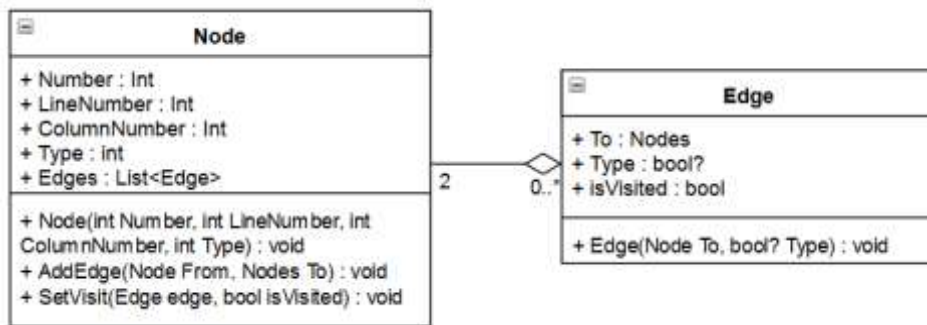 Node
+ Number : Int
+ LineNumber : Int
+ ColumnNumber : Int
+ Type : int
+ Edges : List<Edge>
+ Node(int Number, int LineNumber, int
ColumnNumber, int Type) : void
+ AddEdge(Node From, Nodes To) : void
+ SetVisit(Edge edge, bool isVisited) : void
2
0..*
Edge
+ To : Nodes
+ Type : bool?
+ isVisited : bool
+ Edge(Node To, bool? Type) : void